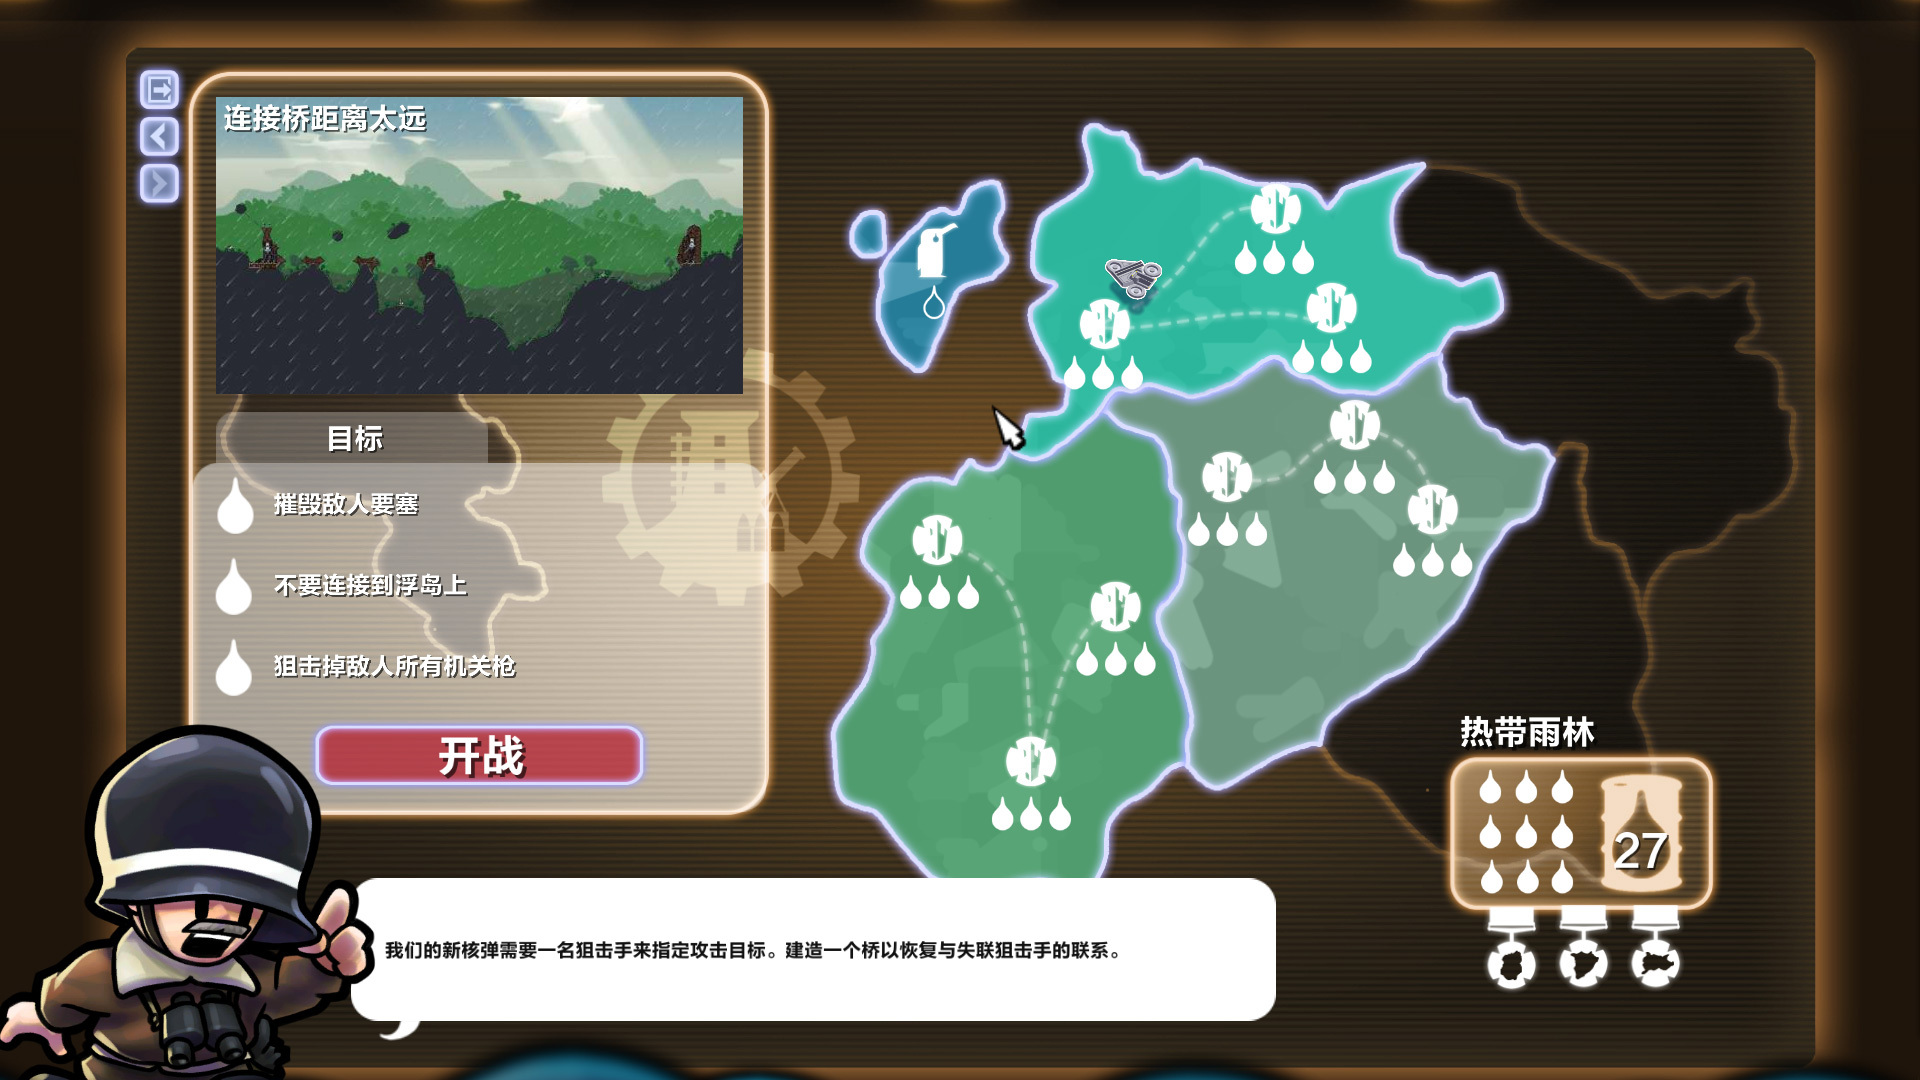 连接桥距离太远
目标
摧毁敌人要塞
不要连接到浮岛上
狙击掉敌人所有机关枪
开战
热带雨林
27
我们的新核弹需要一名狙击手来指定攻击目标。建造一个桥以恢复与失联狙击手的联系。